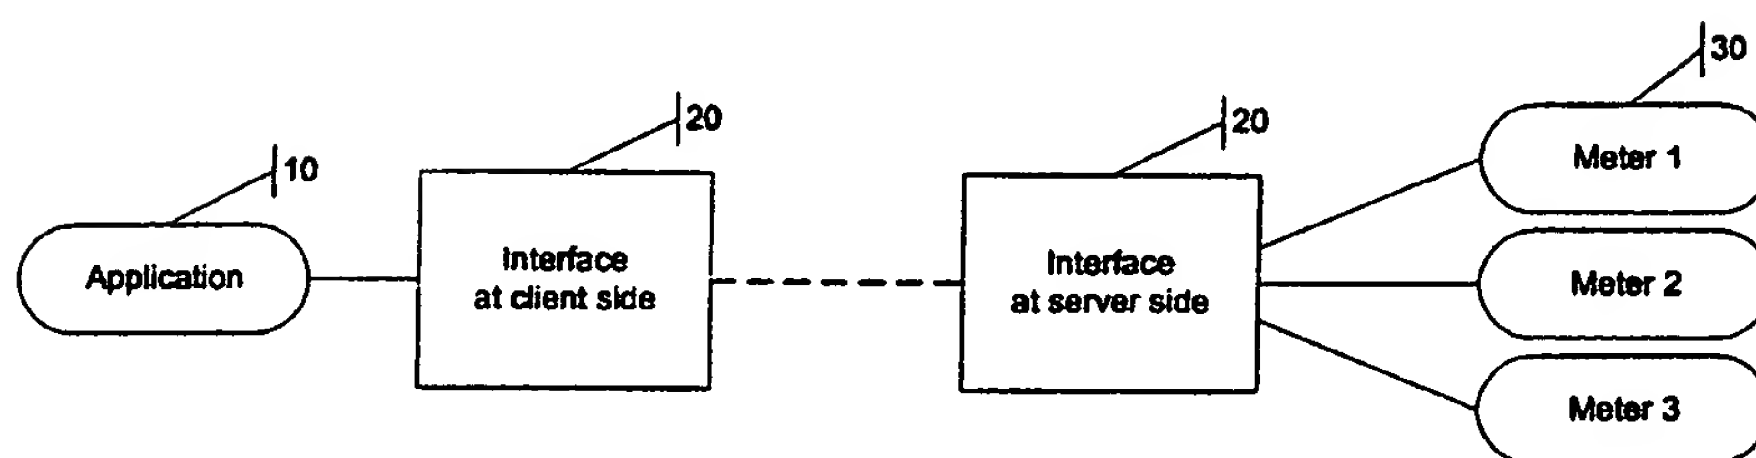 30
20
20
10
Meter 1
Application
Interface
at client side
Interface
at server side
Meter 2
Meter 3